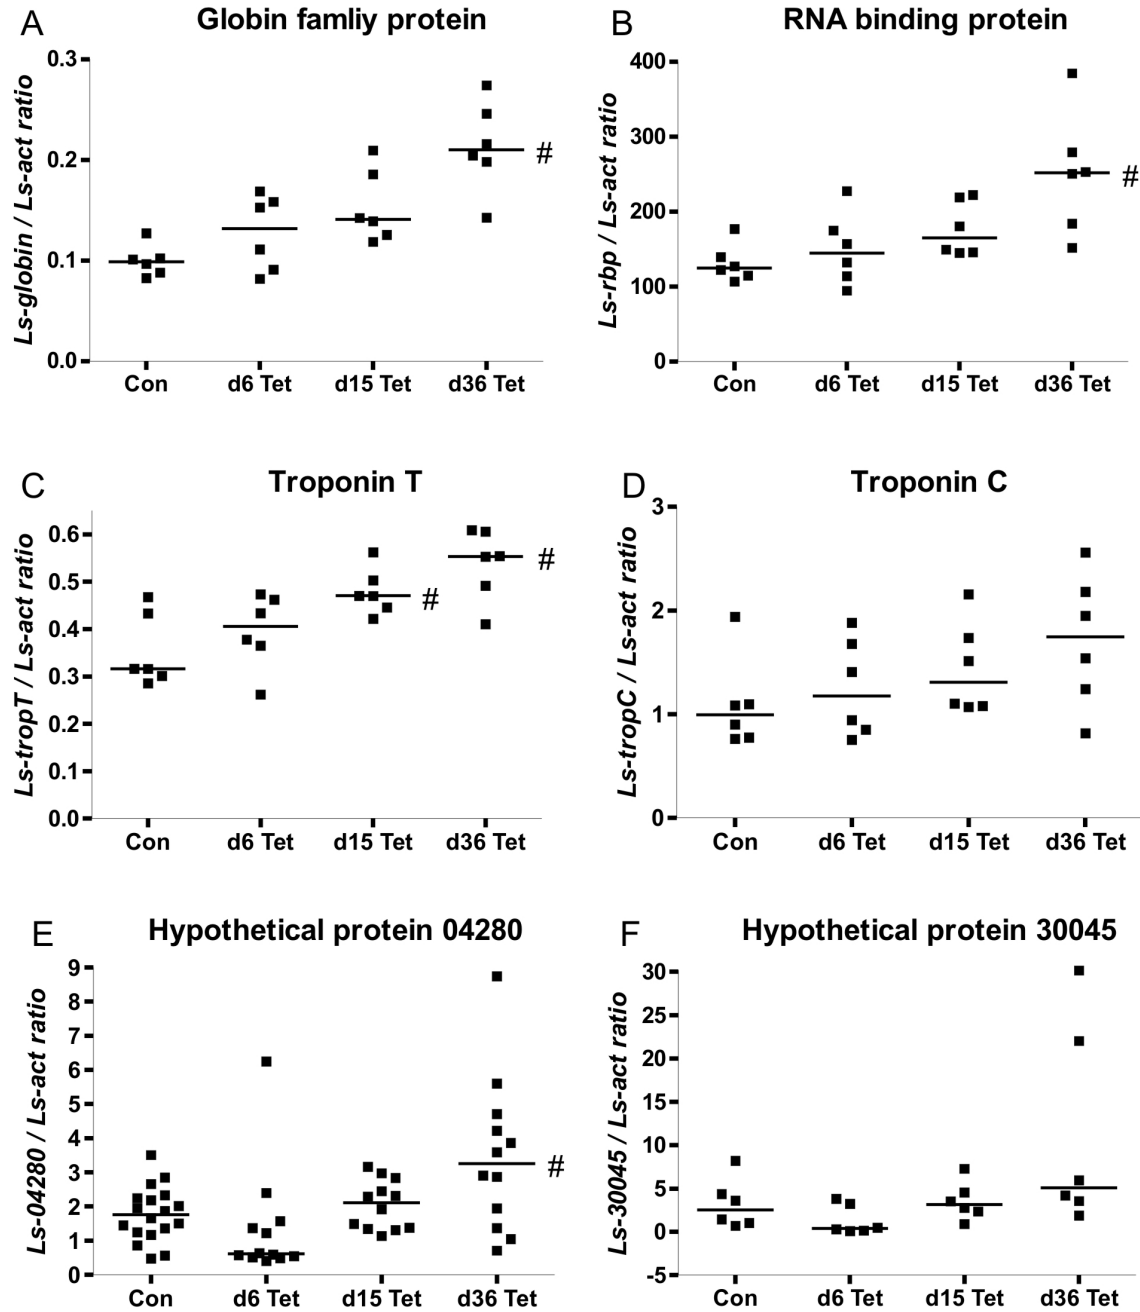 A
Globin famliy protein
Ls-globin / Ls-act ratio
0.3
0.2
0.1
0.0
#
Con
d6 Tet
d15 Tet
d36 Tet
B
RNA binding protein
Ls-rbp / Ls-act ratio
400
300
200
100
0
#
Con
d6 Tet
d15 Tet
d36 Tet
C
Troponin T
Ls-tropT / Ls-act ratio
0.6
0.5
0.4
0.3
0.2
0.1
0.0
#
#
Con
d6 Tet
d15 Tet
d36 Tet
D
Troponin C
Ls-tropC / Ls-act ratio
3
2
1
0
Con
d6 Tet
d15 Tet
d36 Tet
E
Hypothetical protein 04280
Ls-04280 / Ls-act ratio
9
8
7
6
5
4
3
2
1
0
#
Con
d6 Tet
d15 Tet
d36 Tet
F
Hypothetical protein 30045
Ls-30045 / Ls-act ratio
30
25
20
15
10
5
0
-5
Con
d6 Tet
d15 Tet
d36 Tet